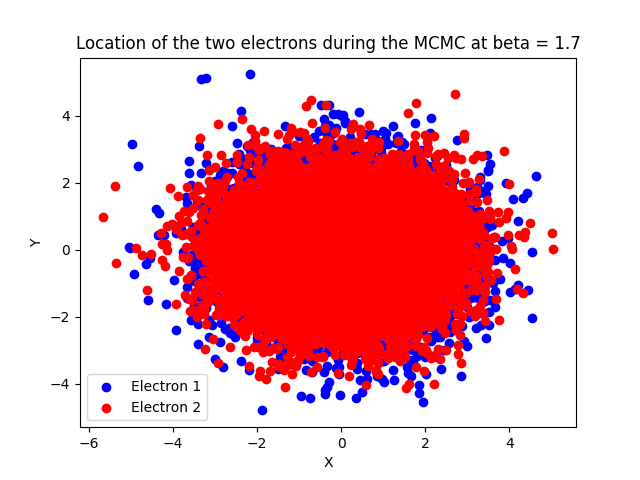 Location of the two electrons during the MCMC at beta = 1.7
4
2
0
−2
−4
Y
−6
−4
−2
0
2
4
X
Electron 1
Electron 2